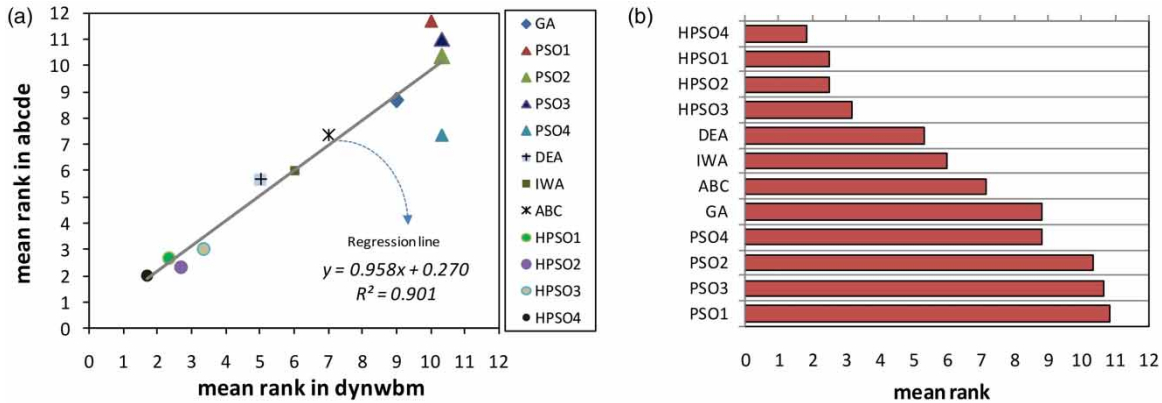 (a)
12
11
10
9
8
7
6
5
4
3
2
1
0
mean rank in abcde
0 1 2 3 4 5 6 7 8 9 10 11 12
mean rank in dynwbm
Regression line
y = 0.958x + 0.270
R² = 0.901
GA
PSO1
PSO2
PSO3
PSO4
DEA
IWA
ABC
HPSO1
HPSO2
HPSO3
HPSO4
(b)
HPSO4
HPSO1
HPSO2
HPSO3
DEA
IWA
ABC
GA
PSO4
PSO2
PSO3
PSO1
0 1 2 3 4 5 6 7 8 9 10 11 12
mean rank